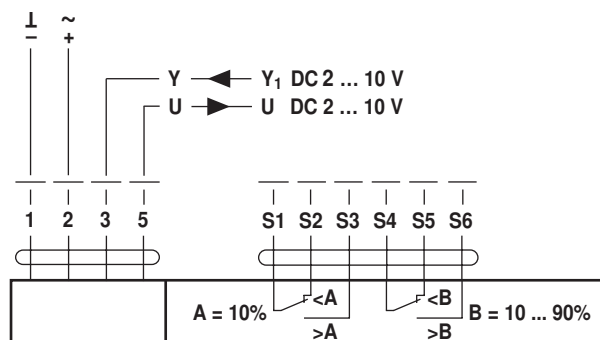 ⊥ ~
– +
Y Y₁ DC 2 ... 10 V
U U DC 2 ... 10 V
1 2 3 5 S1 S2 S3 S4 S5 S6
A = 10% <A <B B = 10 ... 90%
>A >B